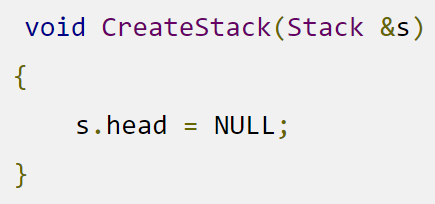 void CreateStack(Stack &s)
{
    s.head = NULL;
}